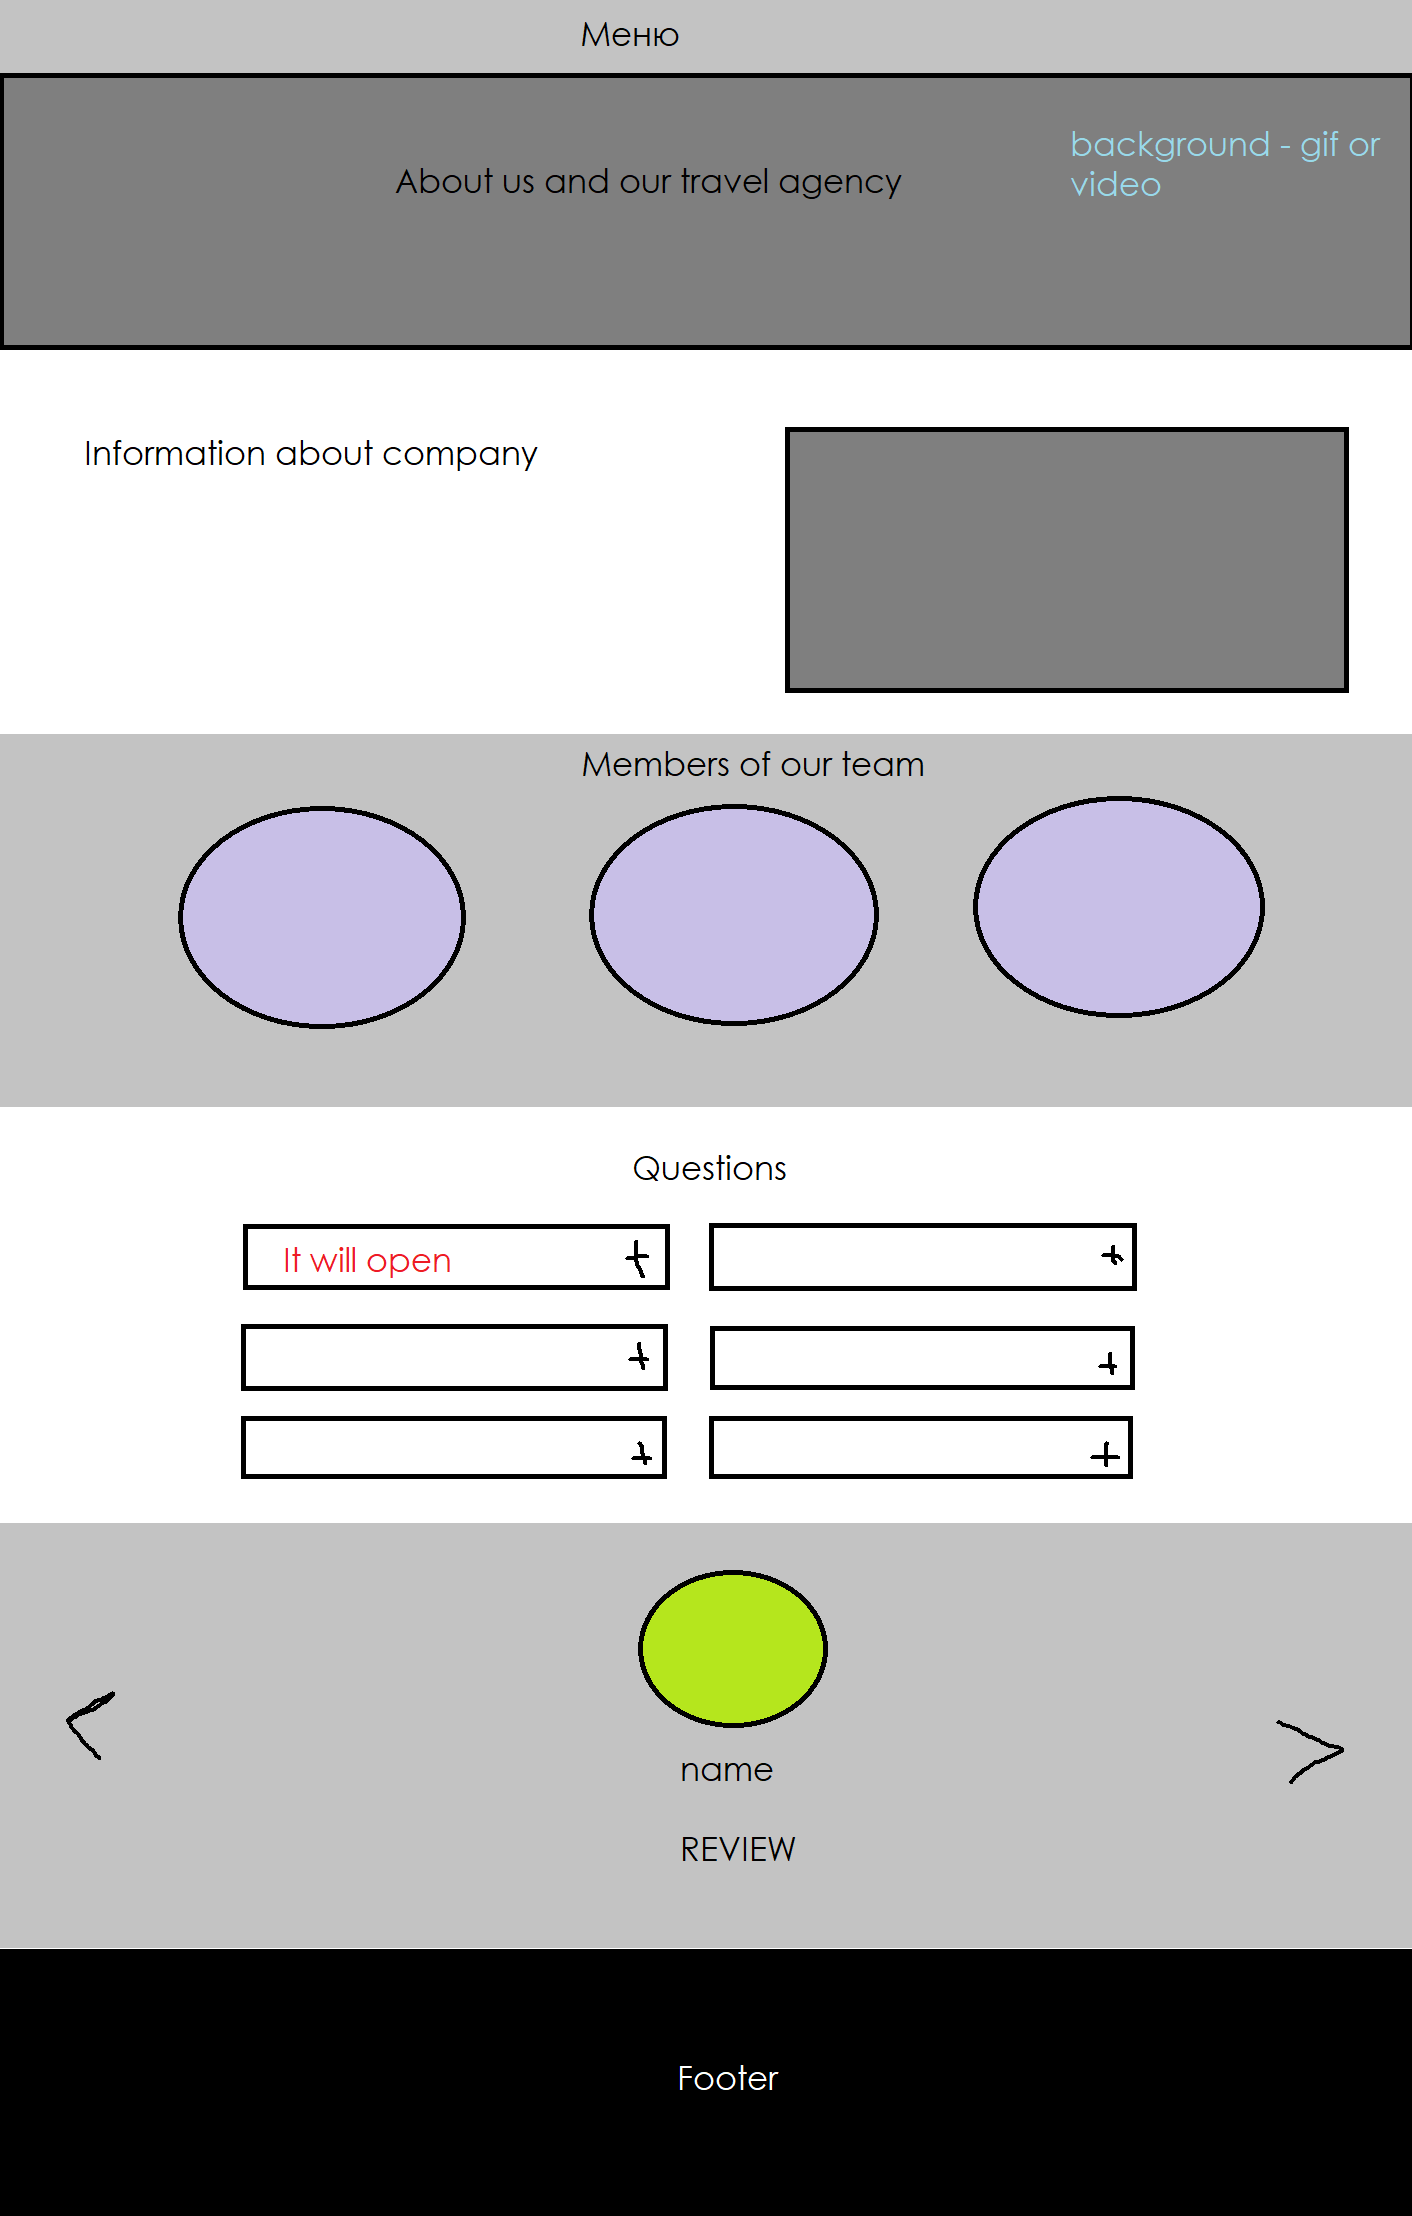 Меню
About us and our travel agency
background - gif or
video
Information about company
Members of our team
Questions
It will open
name
REVIEW
Footer